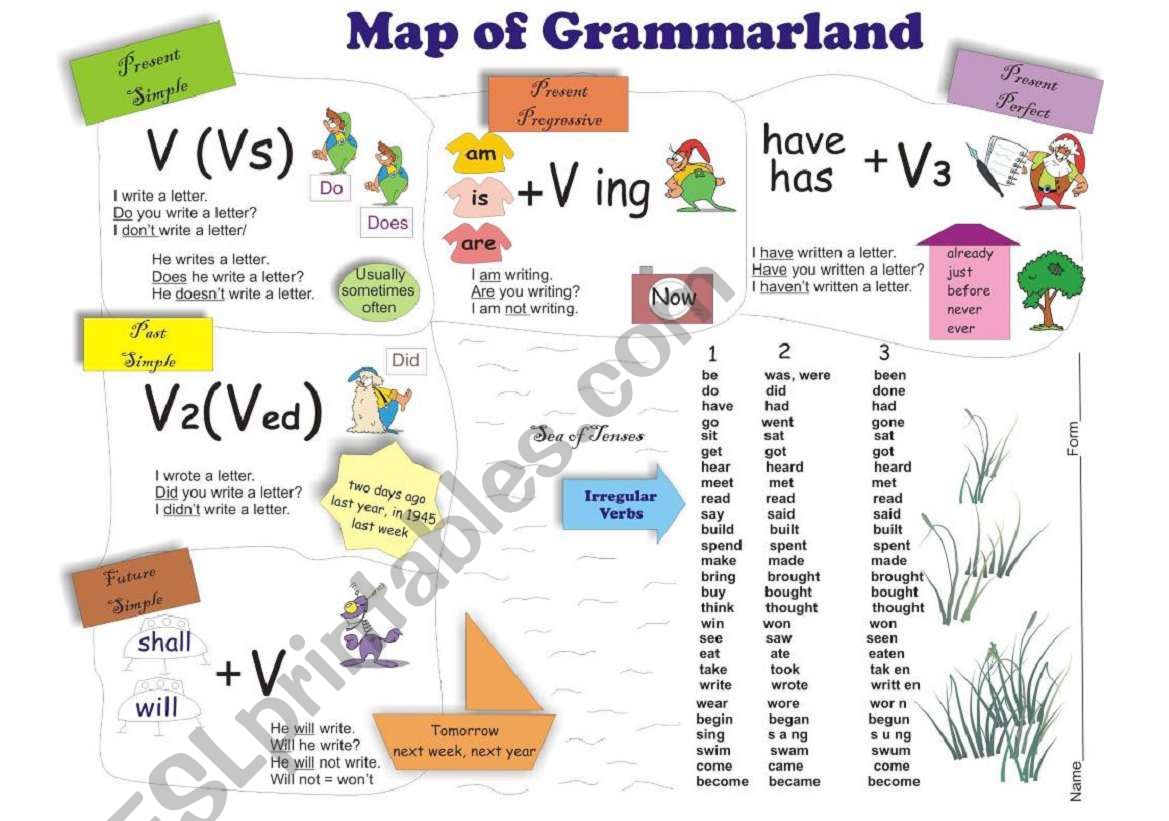 Map of Grammarland
Present
Simple
V (Vs)
Do
Does
I write a letter.
Do you write a letter?
I don't write a letter/
He writes a letter.
Does he write a letter?
He doesn't write a letter.
Usually
sometimes
often
Present
Progressive
am
is
are
+V ing
I am writing.
Are you writing?
I am not writing.
Now
Present
Perfect
have
has
+V3
I have written a letter.
Have you written a letter?
I haven't written a letter.
already
just
before
never
ever
Past
Simple
V2(Ved)
Did
I wrote a letter.
Did you write a letter?
I didn't write a letter.
two days ago
last year, in 1945
last week
Future
Simple
shall
will
+V
He will write.
Will he write?
He will not write.
Will not = won't
Tomorrow
next week, next year
Sea of Tenses
Irregular
Verbs
1 2 3
be was, were been
do did done
have had had
go went gone
sit sat sat
get got got
hear heard heard
meet met met
read read read
say said said
build built built
spend spent spent
make made made
bring brought brought
buy bought bought
think thought thought
win won won
see saw seen
eat ate eaten
take took tak en
write wrote writt en
wear wore wor n
begin began begun
sing s a ng s u ng
swim swam swum
come came come
become became become
Form
Name
ESLprintables.com